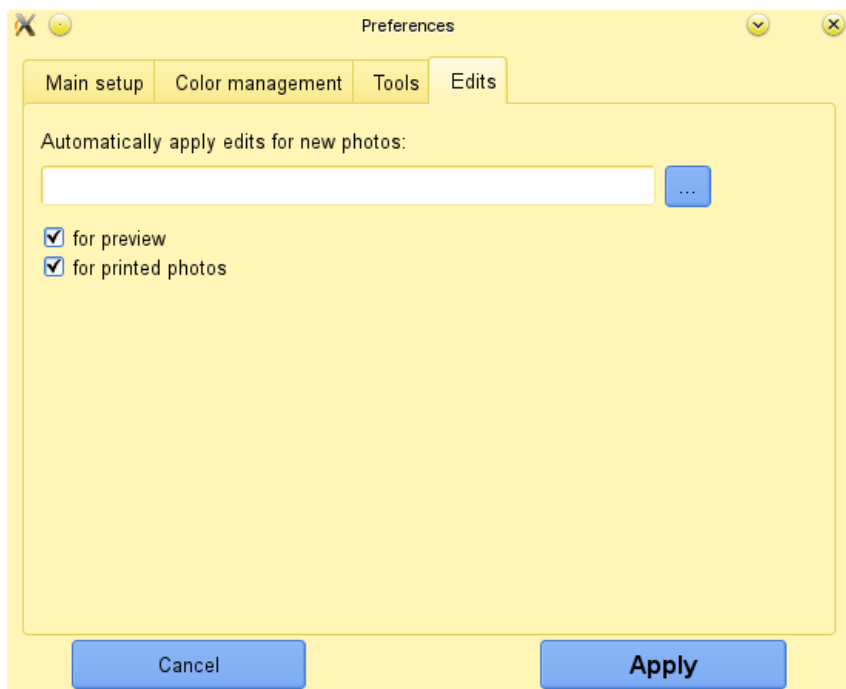 Preferences
Main setup Color management Tools Edits
Automatically apply edits for new photos:
...
for preview
for printed photos
Cancel Apply